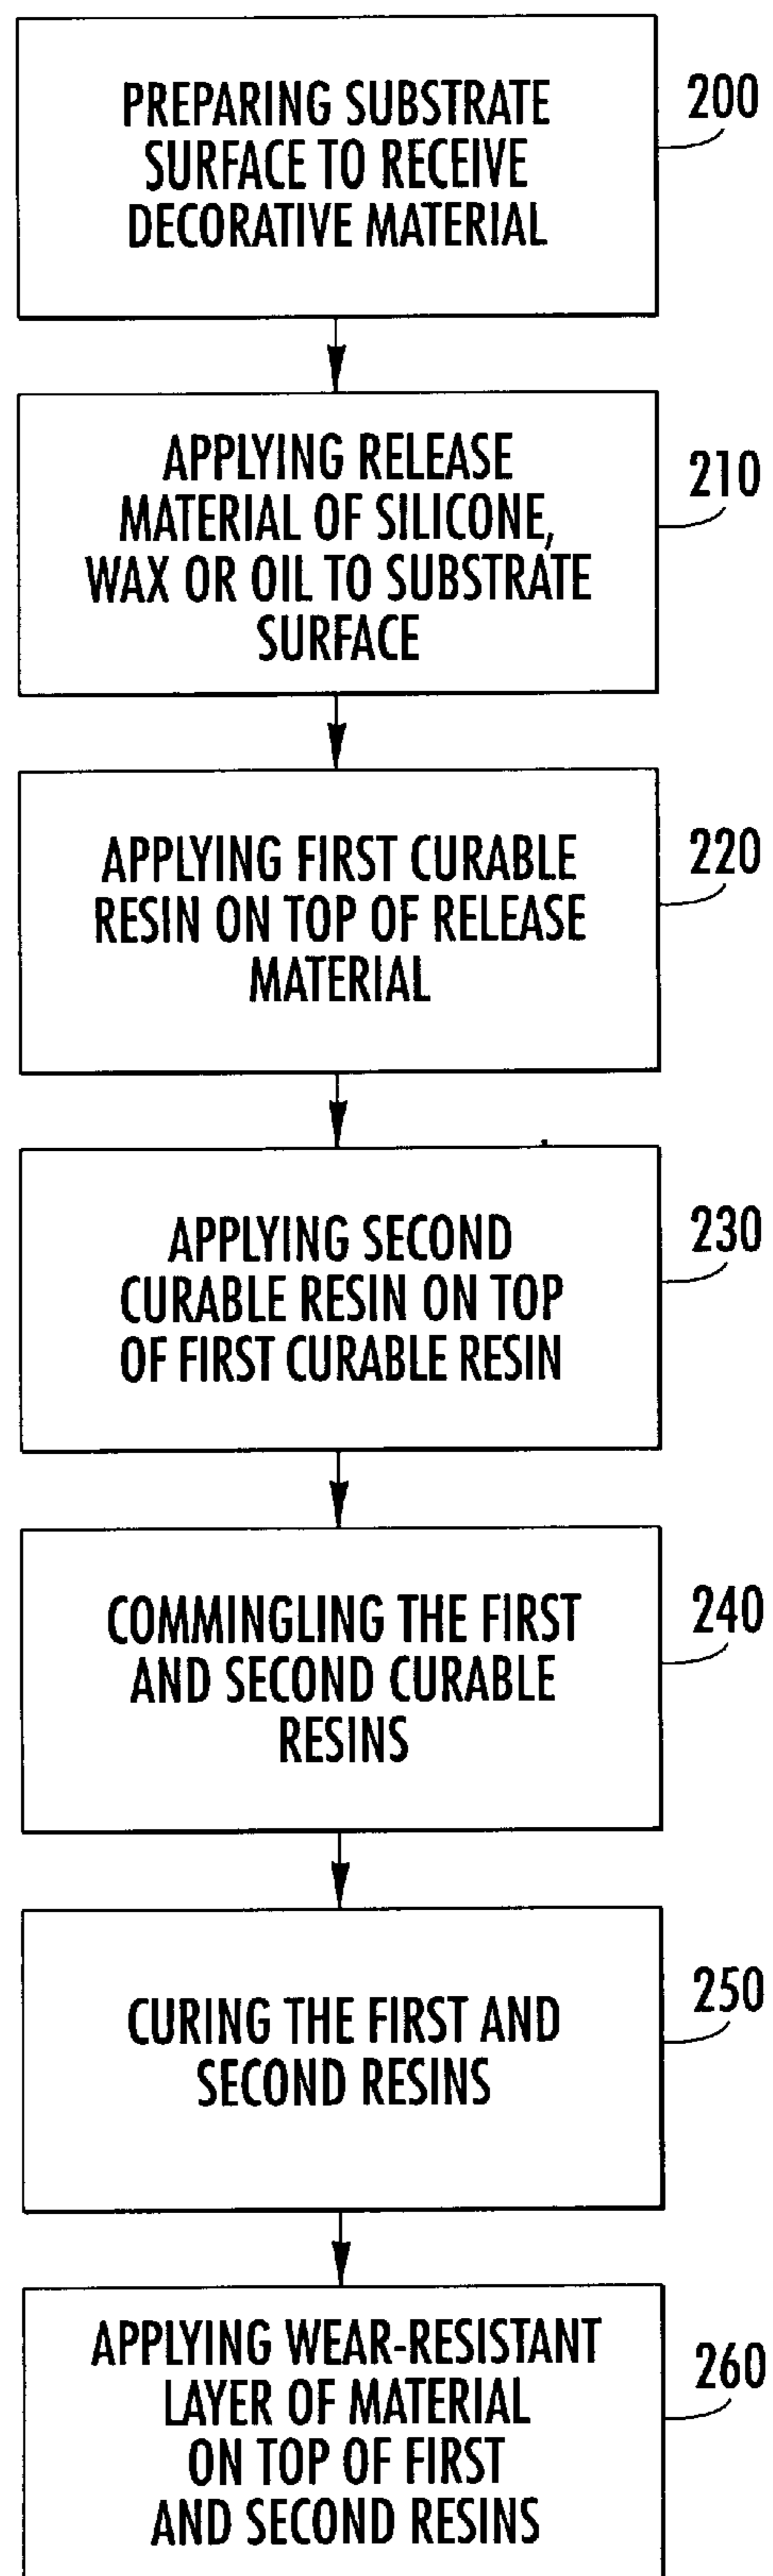 PREPARING SUBSTRATE
SURFACE TO RECEIVE
DECORATIVE MATERIAL
200
APPLYING RELEASE
MATERIAL OF SILICONE,
WAX OR OIL TO SUBSTRATE
SURFACE
210
APPLYING FIRST CURABLE
RESIN ON TOP OF RELEASE
MATERIAL
220
APPLYING SECOND
CURABLE RESIN ON TOP
OF FIRST CURABLE RESIN
230
COMMINGLING THE FIRST
AND SECOND CURABLE
RESINS
240
CURING THE FIRST AND
SECOND RESINS
250
APPLYING WEAR-RESISTANT
LAYER OF MATERIAL
ON TOP OF FIRST
AND SECOND RESINS
260